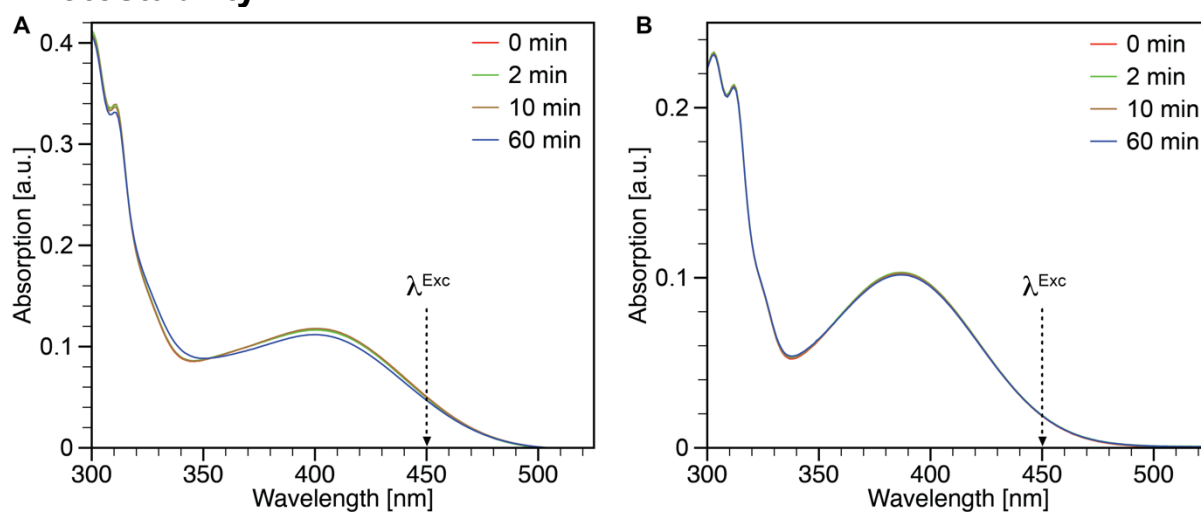 A
0 min
2 min
10 min
60 min
λExc
Absorption [a.u.]
0.4
0.3
0.2
0.1
0
300
350
400
450
500
Wavelength [nm]
B
0 min
2 min
10 min
60 min
λExc
Absorption [a.u.]
0.2
0.1
0
300
350
400
450
500
Wavelength [nm]